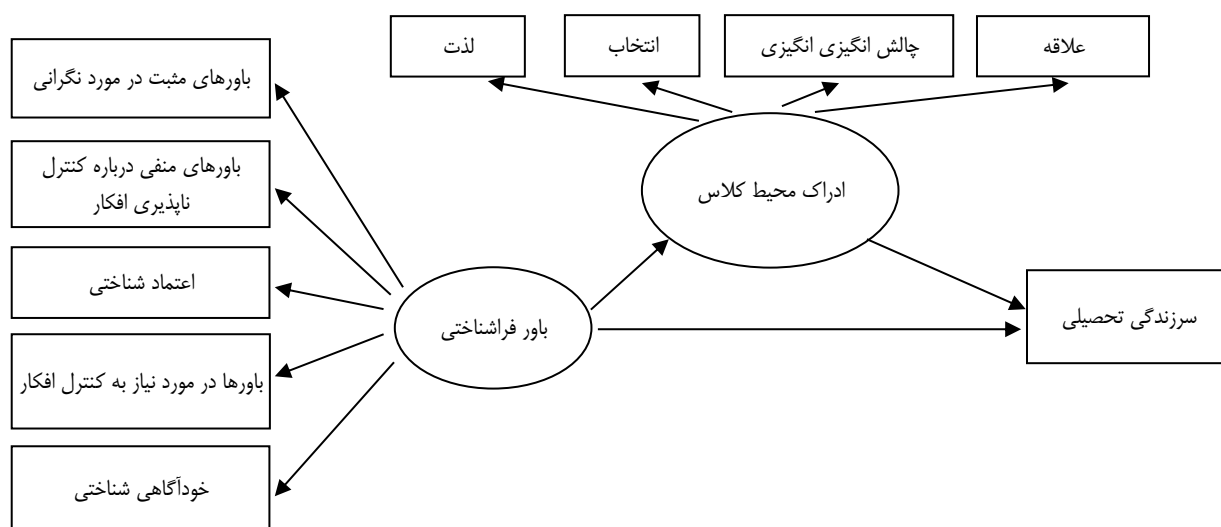 علاقه
چالش انگیزی انگیزی
انتخاب
لذت
باورهای مثبت در مورد نگرانی
باورهای منفی درباره کنترل
ناپذیری افکار
ادراک محیط کلاس
اعتماد شناختی
سرزندگی تحصیلی
باور فراشناختی
باورها در مورد نیاز به کنترل افکار
خودآگاهی شناختی